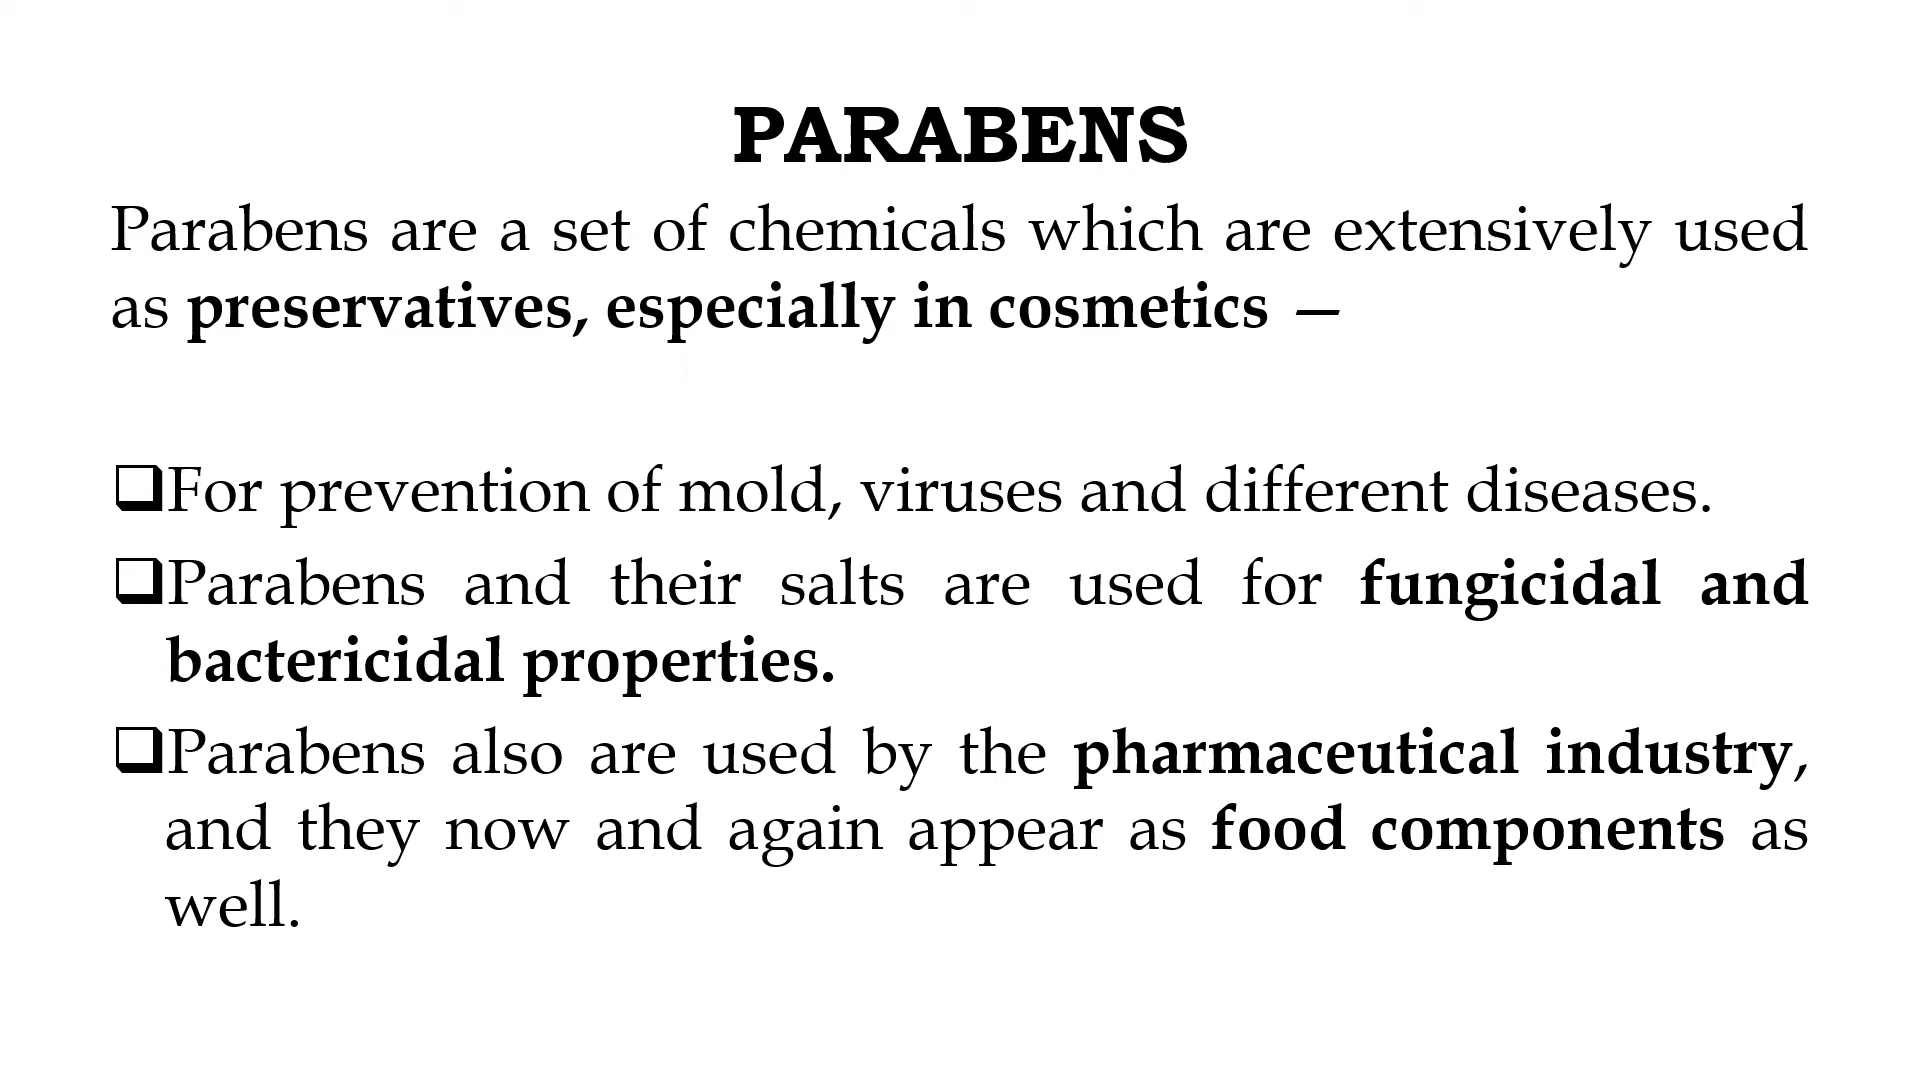 PARABENS
Parabens are a set of chemicals which are extensively used
as preservatives, especially in cosmetics —
❑For prevention of mold, viruses and different diseases.
❑Parabens and their salts are used for fungicidal and
bactericidal properties.
❑Parabens also are used by the pharmaceutical industry,
and they now and again appear as food components as
well.